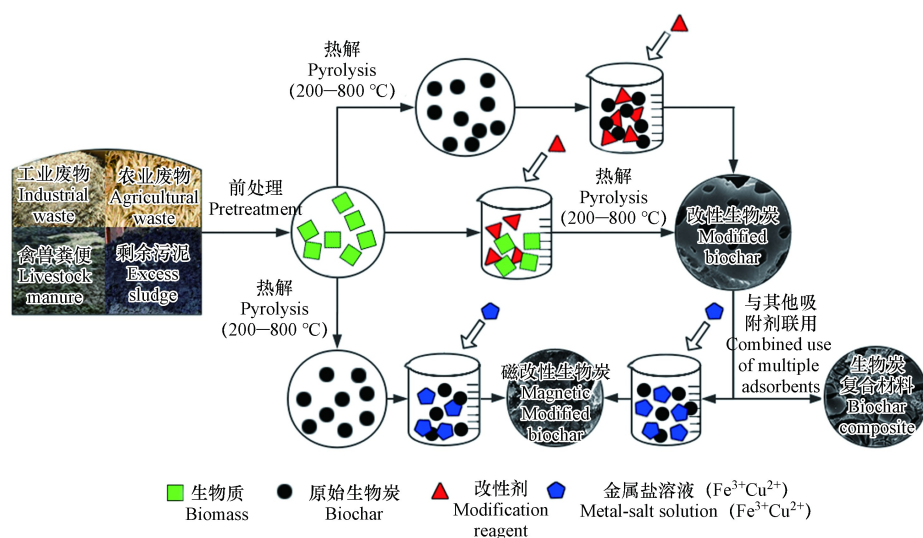 热解
Pyrolysis
(200—800 ℃)
工业废物
Industrial
waste
农业废物
Agricultural
waste
禽兽粪便
Livestock
manure
剩余污泥
Excess
sludge
前处理
Pretreatment
热解
Pyrolysis
(200—800 ℃)
改性生物炭
Modified
biochar
热解
Pyrolysis
(200—800 ℃)
与其他吸
附剂联用
Combined use
of multiple
adsorbents
磁改性生物炭
Magnetic
Modified
biochar
生物炭
复合材料
Biochar
composite
生物质
Biomass
原始生物炭
Biochar
改性剂
Modification
reagent
金属盐溶液（Fe³⁺Cu²⁺）
Metal-salt solution（Fe³⁺Cu²⁺）